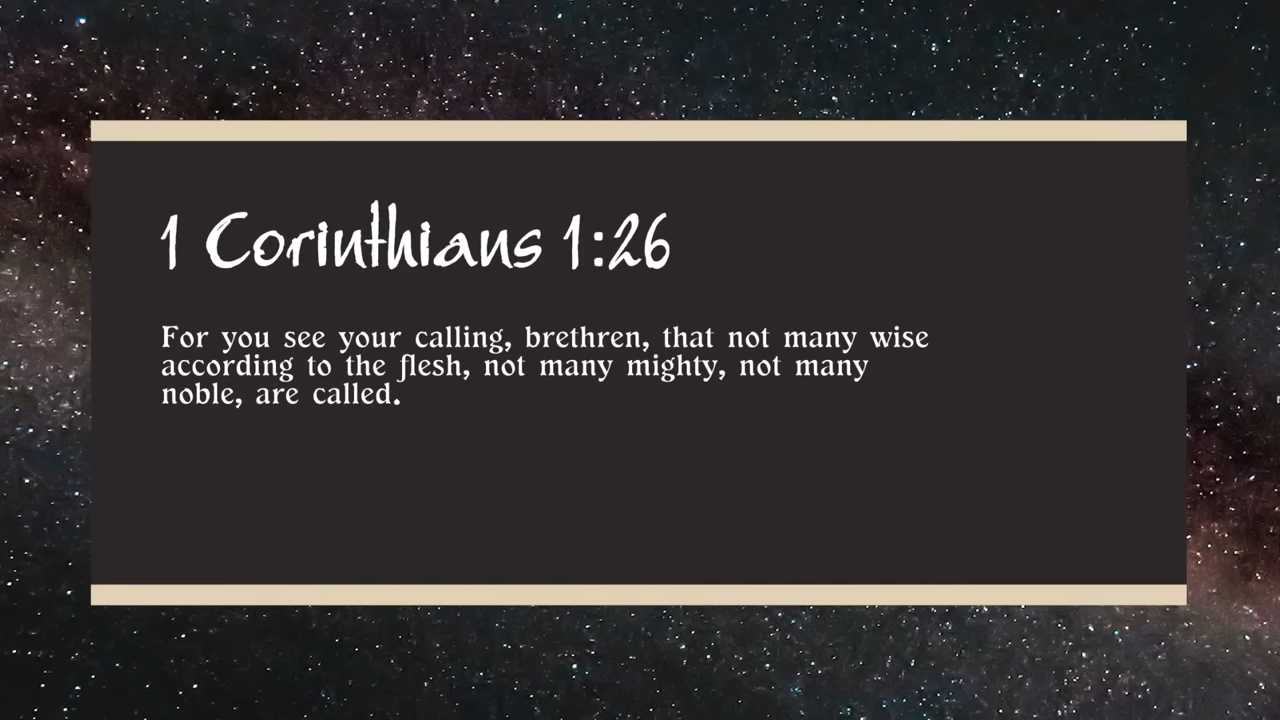 1 Corinthians 1:26
For you see your calling, brethren, that not many wise
according to the flesh, not many mighty, not many
noble, are called.